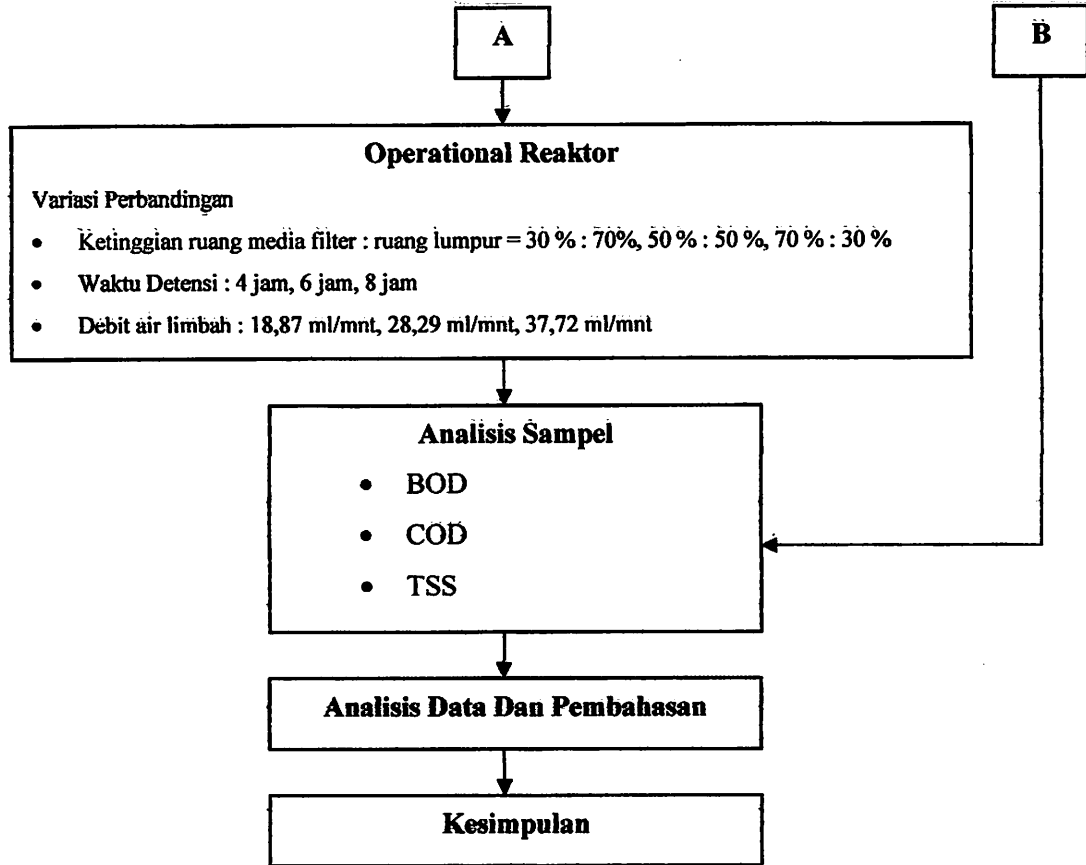 A
B
Operational Reaktor
Variasi Perbandingan
• Ketinggian ruang media filter : ruang lumpur = 30 % : 70%, 50 % : 50 %, 70 % : 30 %
• Waktu Detensi : 4 jam, 6 jam, 8 jam
• Debit air limbah : 18,87 ml/mnt, 28,29 ml/mnt, 37,72 ml/mnt
Analisis Sampel
• BOD
• COD
• TSS
Analisis Data Dan Pembahasan
Kesimpulan